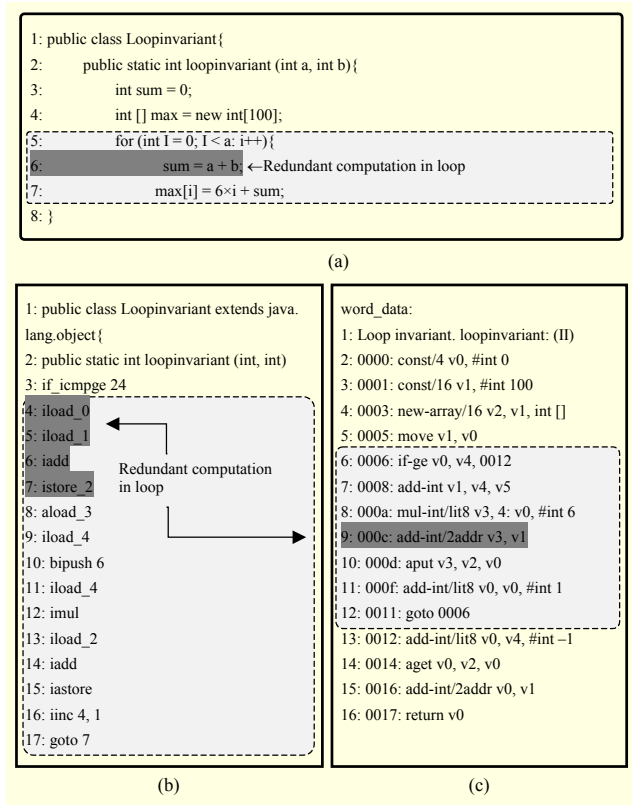 1: public class Loopinvariant{
2: public static int loopinvariant (int a, int b){
3: int sum = 0;
4: int [] max = new int[100];
5: for (int I = 0; I < a: i++){
6: sum = a + b; ←Redundant computation in loop
7: max[i] = 6×i + sum;
8: }
(a)
1: public class Loopinvariant extends java.
lang.object{
2: public static int loopinvariant (int, int)
3: if_icmpge 24
4: iload_0
5: iload_1
6: iadd
7: istore_2
Redundant computation
in loop
8: aload_3
9: iload_4
10: bipush 6
11: iload_4
12: imul
13: iload_2
14: iadd
15: iastore
16: iinc 4, 1
17: goto 7
(b)
word_data:
1: Loop invariant. loopinvariant: (II)
2: 0000: const/4 v0, #int 0
3: 0001: const/16 v1, #int 100
4: 0003: new-array/16 v2, v1, int []
5: 0005: move v1, v0
6: 0006: if-ge v0, v4, 0012
7: 0008: add-int v1, v4, v5
8: 000a: mul-int/lit8 v3, 4: v0, #int 6
9: 000c: add-int/2addr v3, v1
10: 000d: aput v3, v2, v0
11: 000f: add-int/lit8 v0, v0, #int 1
12: 0011: goto 0006
13: 0012: add-int/lit8 v0, v4, #int –1
14: 0014: aget v0, v2, v0
15: 0016: add-int/2addr v0, v1
16: 0017: return v0
(c)